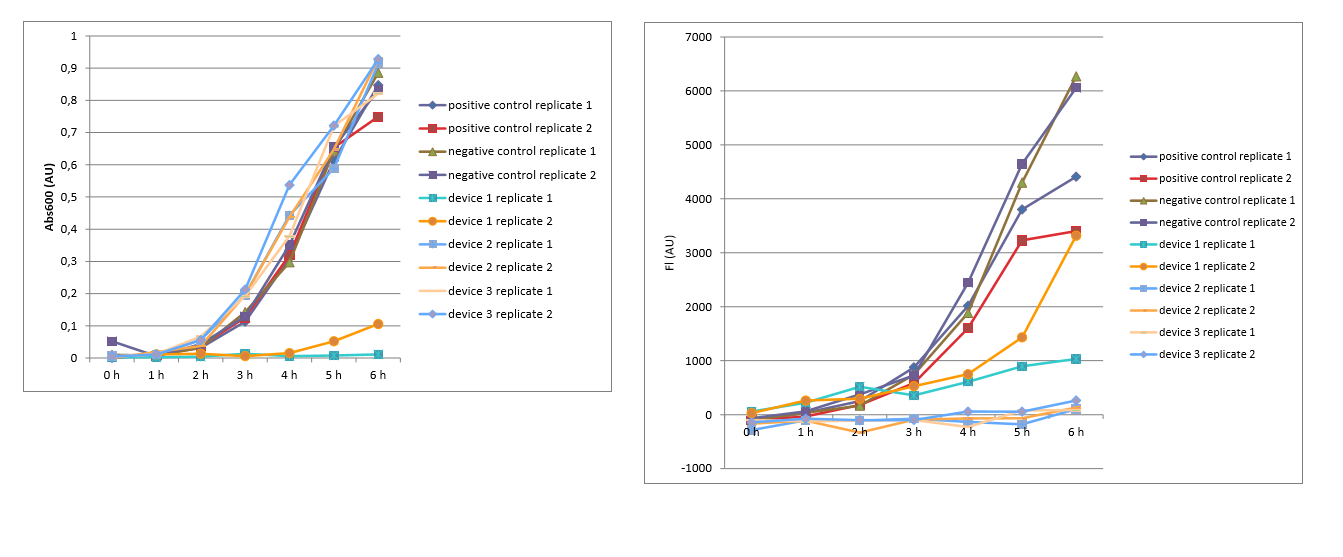 1
0,9
0,8
0,7
0,6
0,5
0,4
0,3
0,2
0,1
0
Abs600 (AU)
0 h 1 h 2 h 3 h 4 h 5 h 6 h
positive control replicate 1
positive control replicate 2
negative control replicate 1
negative control replicate 2
device 1 replicate 1
device 1 replicate 2
device 2 replicate 1
device 2 replicate 2
device 3 replicate 1
device 3 replicate 2
7000
6000
5000
4000
3000
2000
1000
0
-1000
FI (AU)
0 h 1 h 2 h 3 h 4 h 5 h 6 h
positive control replicate 1
positive control replicate 2
negative control replicate 1
negative control replicate 2
device 1 replicate 1
device 1 replicate 2
device 2 replicate 1
device 2 replicate 2
device 3 replicate 1
device 3 replicate 2